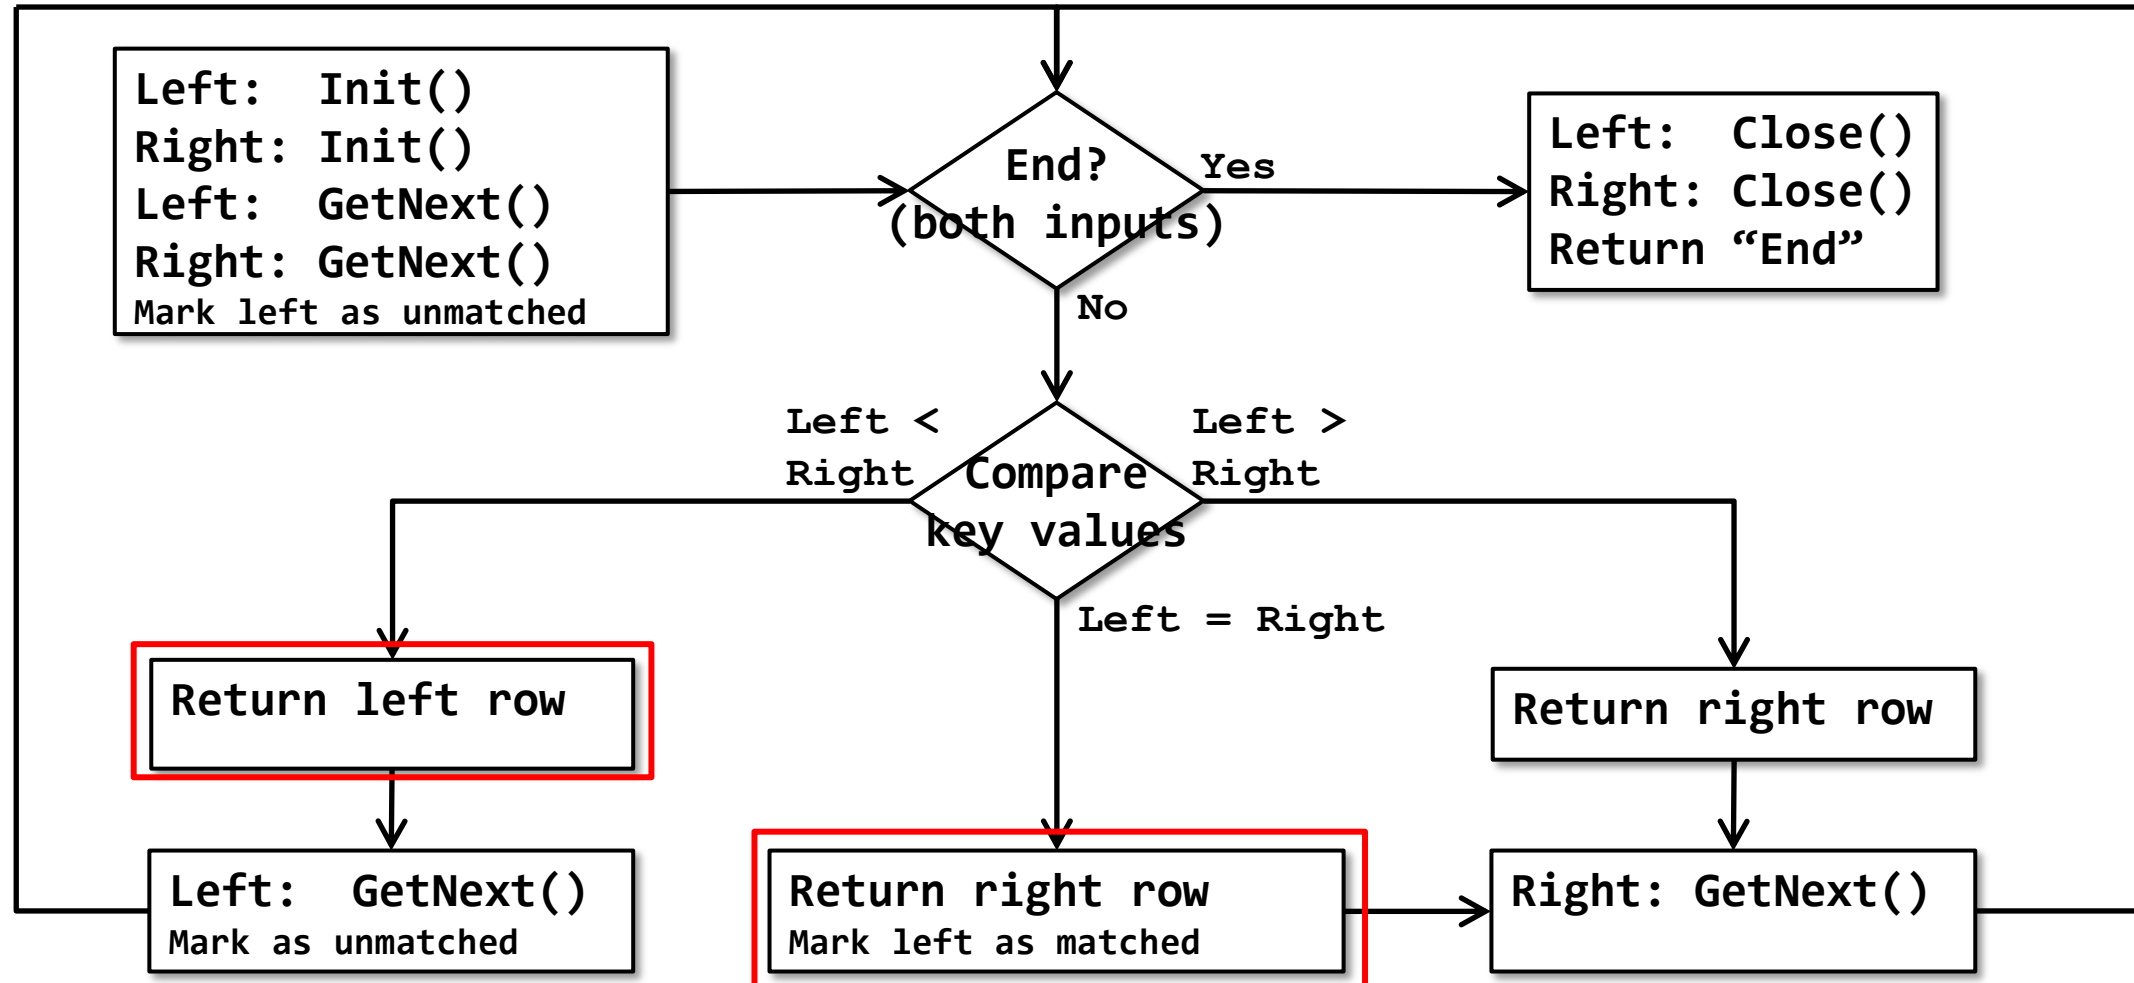 Left:  Init()
Right: Init()
Left:  GetNext()
Right: GetNext()
Mark left as unmatched
End?
(both inputs)
Yes
Left:  Close()
Right: Close()
Return “End”
No
Left <
Right
Compare
key values
Left >
Right
Left = Right
Return left row
Return right row
Left:  GetNext()
Mark as unmatched
Return right row
Mark left as matched
Right: GetNext()